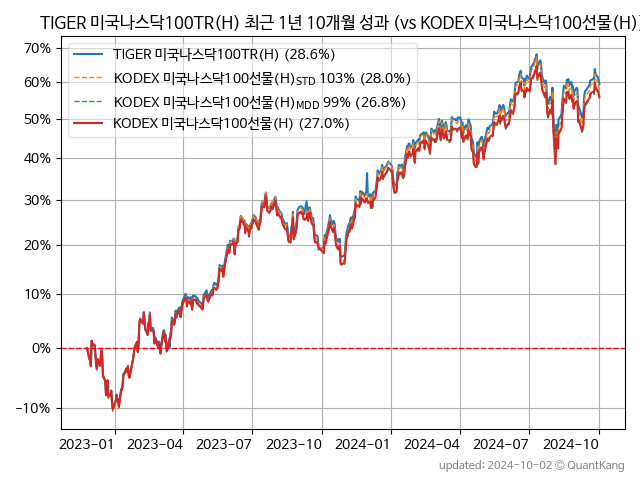 TIGER 미국나스닥100TR(H) 최근 1년 10개월 성과 (vs KODEX 미국나스닥100선물(H))
TIGER 미국나스닥100TR(H) (28.6%)
KODEX 미국나스닥100선물(H)STD 103% (28.0%)
KODEX 미국나스닥100선물(H)MDD 99% (26.8%)
KODEX 미국나스닥100선물(H) (27.0%)
70%
60%
50%
40%
30%
20%
10%
0%
-10%
2023-01 2023-04 2023-07 2023-10 2024-01 2024-04 2024-07 2024-10
updated: 2024-10-02 © QuantKang